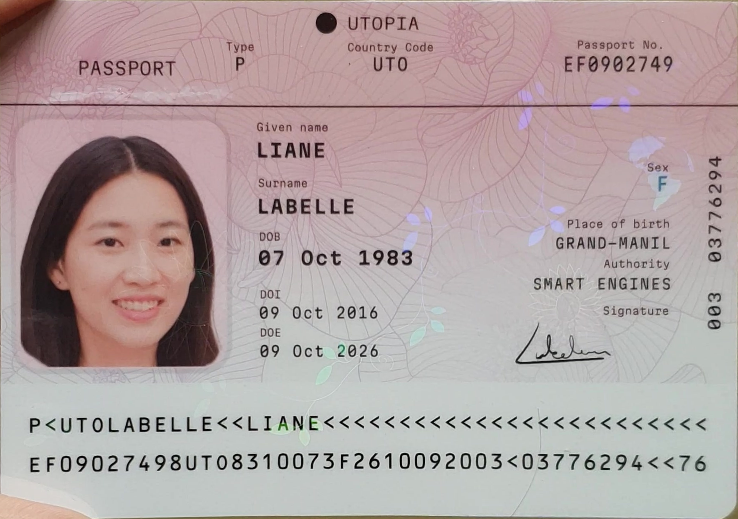 UTOPIA
PASSPORT
Type
P
Country Code
UTO
Passport No.
EF0902749
Given name
LIANE
Surname
LABELLE
DOB
07 Oct 1983
DOI
09 Oct 2016
DOE
09 Oct 2026
Sex
F
Place of birth
GRAND-MANIL
Authority
SMART ENGINES
Signature
003 03776294
P<UTOLABELLE<<LIANE<<<<<<<<<<<<<<<<<<<<<<<<<
EF09027498UTO8310073F2610092003<03776294<<76